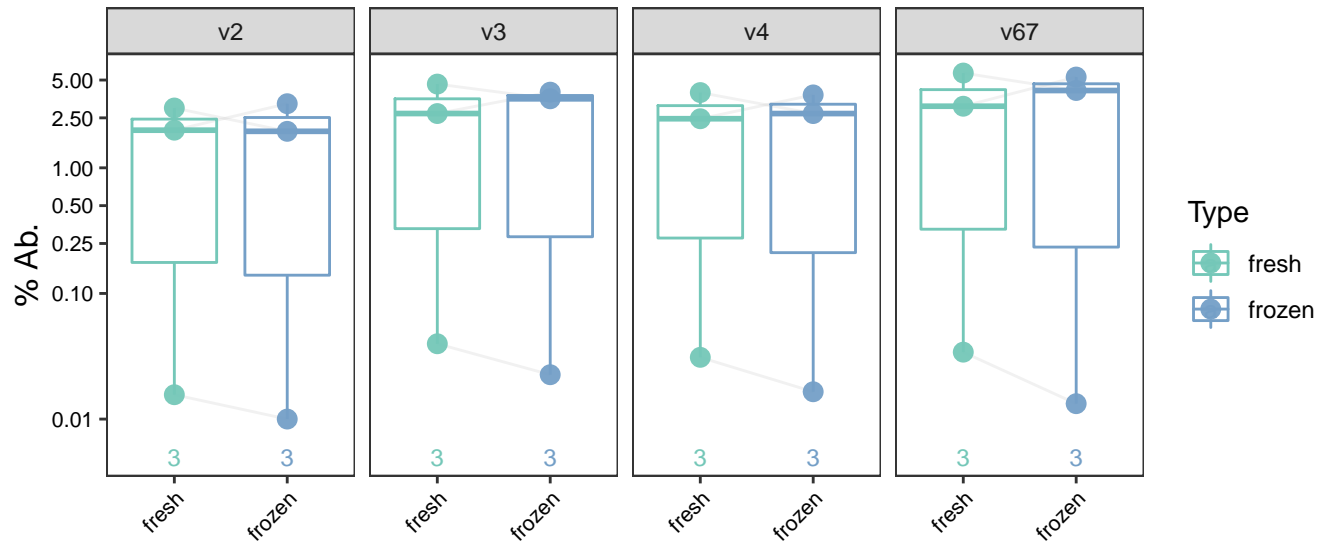 v2
v3
v4
v67
% Ab.
5.00
2.50
1.00
0.50
0.25
0.10
0.01
3
3
3
3
3
3
3
3
fresh
frozen
fresh
frozen
fresh
frozen
fresh
frozen
Type
fresh
frozen